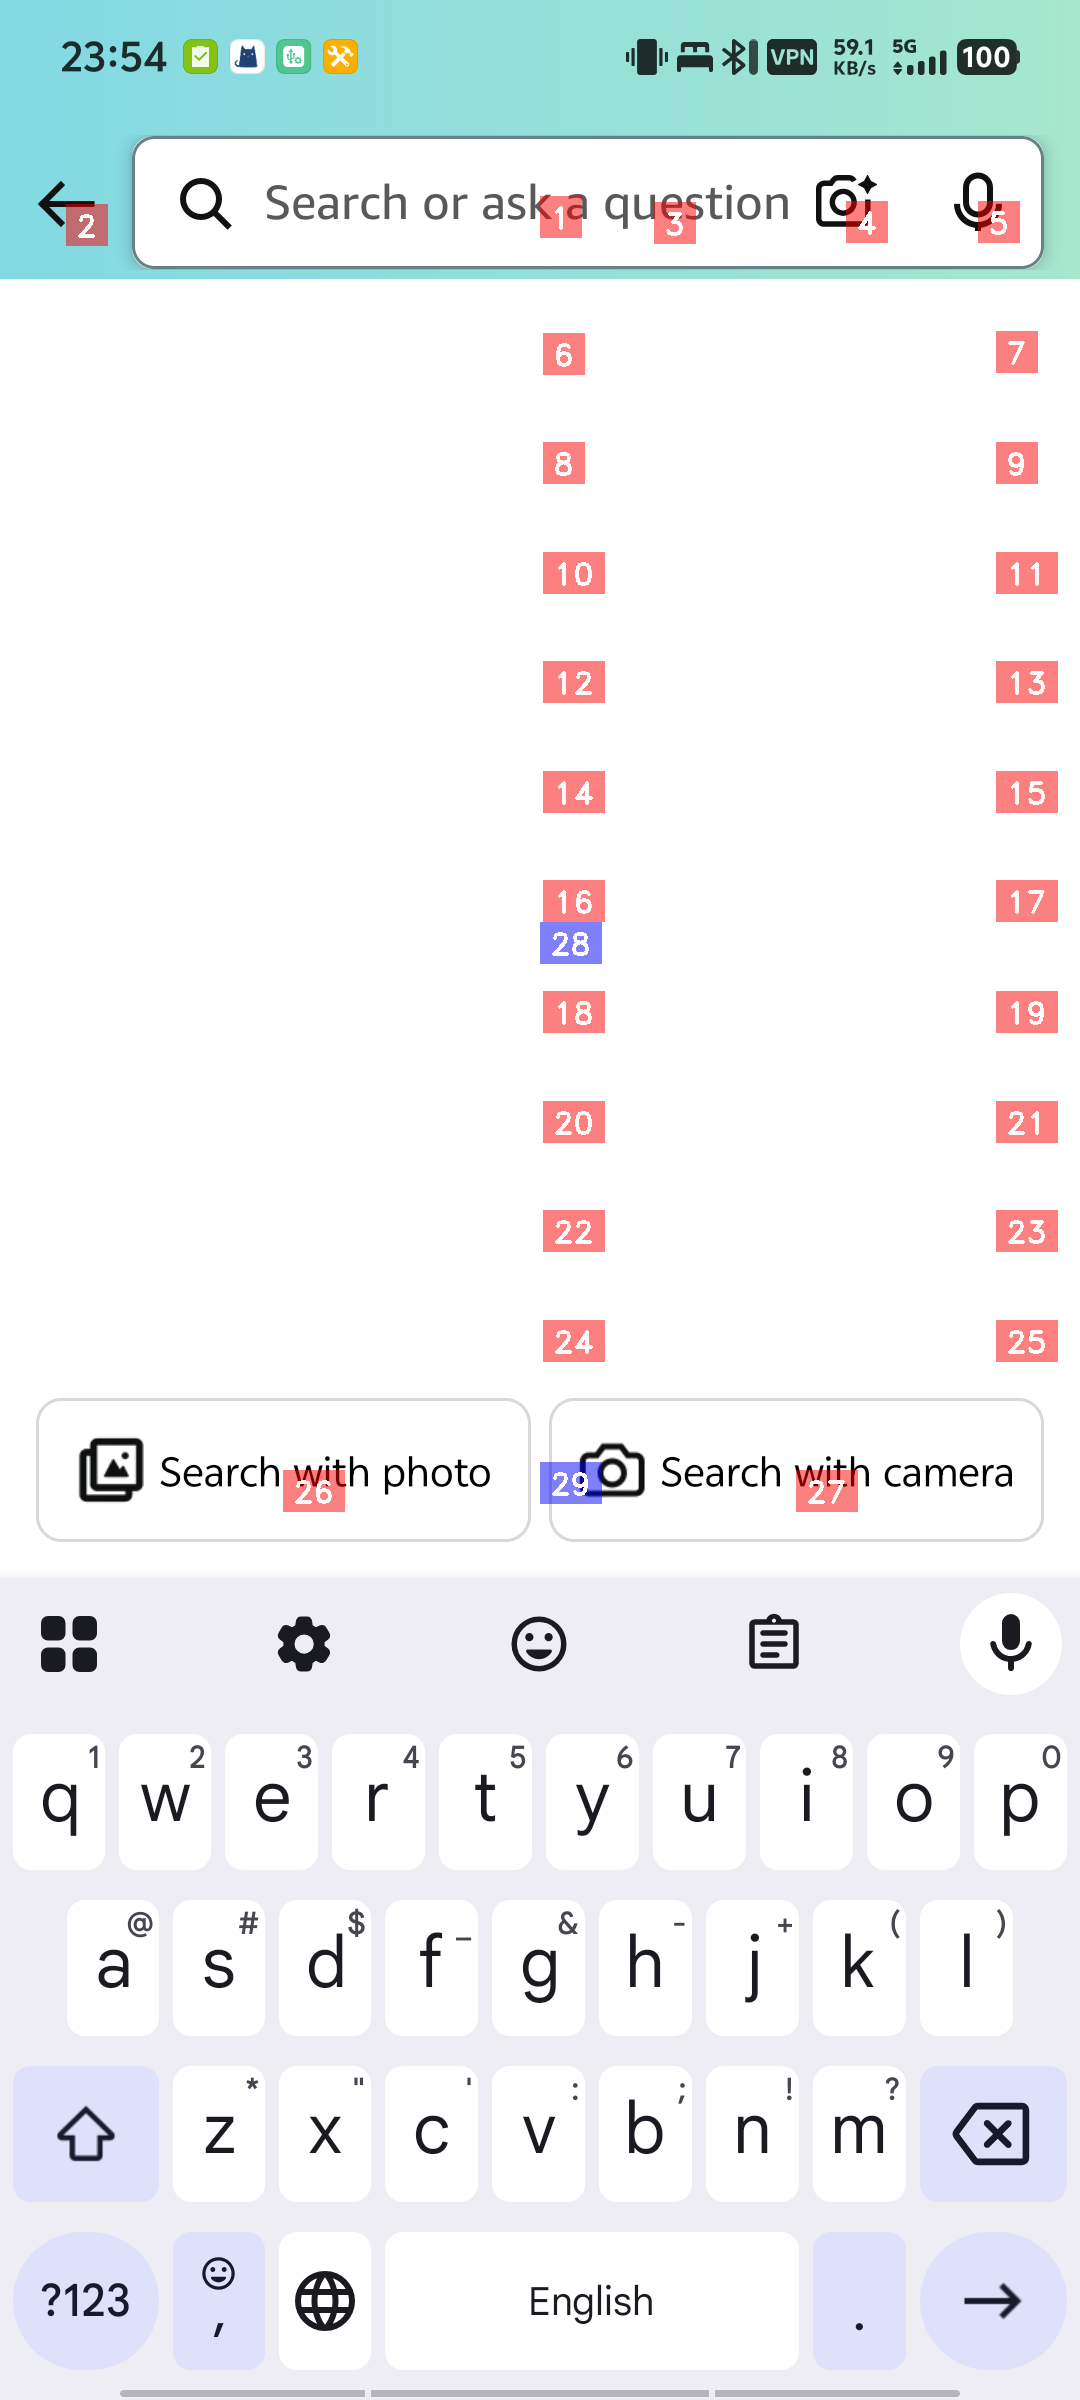 23:54 VPN 59.1 KB/s 5G 100
Search or ask a question
2 1 3 4 5
6 7
8 9
10 11
12 13
14 15
16 17
28
18 19
20 21
22 23
24 25
Search with photo Search with camera
26 29 27
1 2 3 4 5 6 7 8 9 0
q w e r t y u i o p
@ # $ _ & - + ( )
a s d f g h j k l
* " ' : ; ! ?
z x c v b n m
?123 , English .